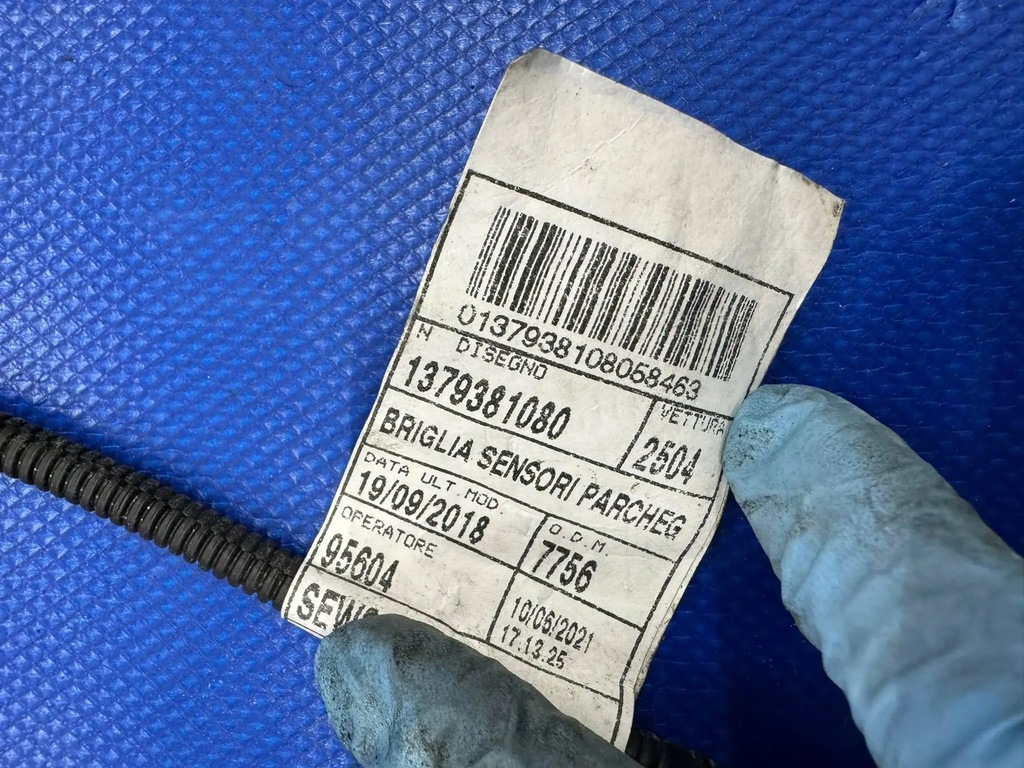 0137938108058463
N DISEGNO
1379381080
VETTURA
2504
BRIGLIA SENSORI PARCHEG
DATA ULT.MOD.
19/09/2018
O.D.M.
7756
OPERATORE
95604
10/06/2021
17.13.25